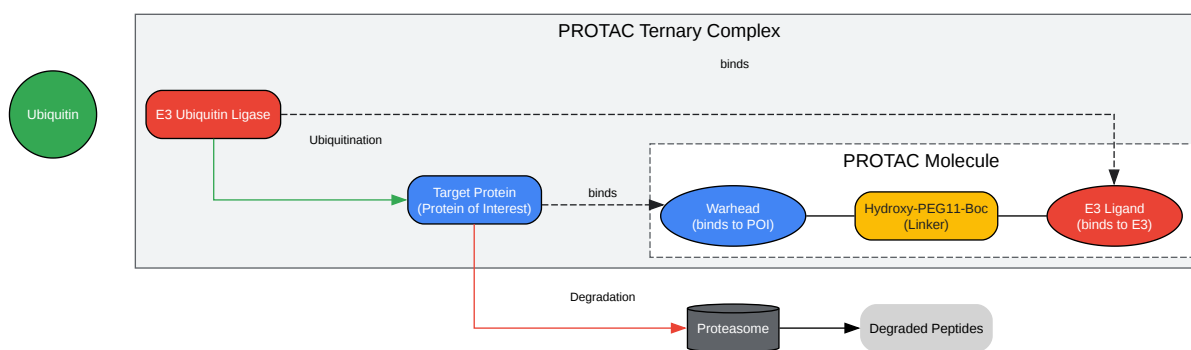 PROTAC Ternary Complex
binds
Ubiquitin
E3 Ubiquitin Ligase
Ubiquitination
PROTAC Molecule
Target Protein
(Protein of Interest)
binds
Warhead
(binds to POI)
Hydroxy-PEG11-Boc
(Linker)
E3 Ligand
(binds to E3)
Degradation
Proteasome
Degraded Peptides